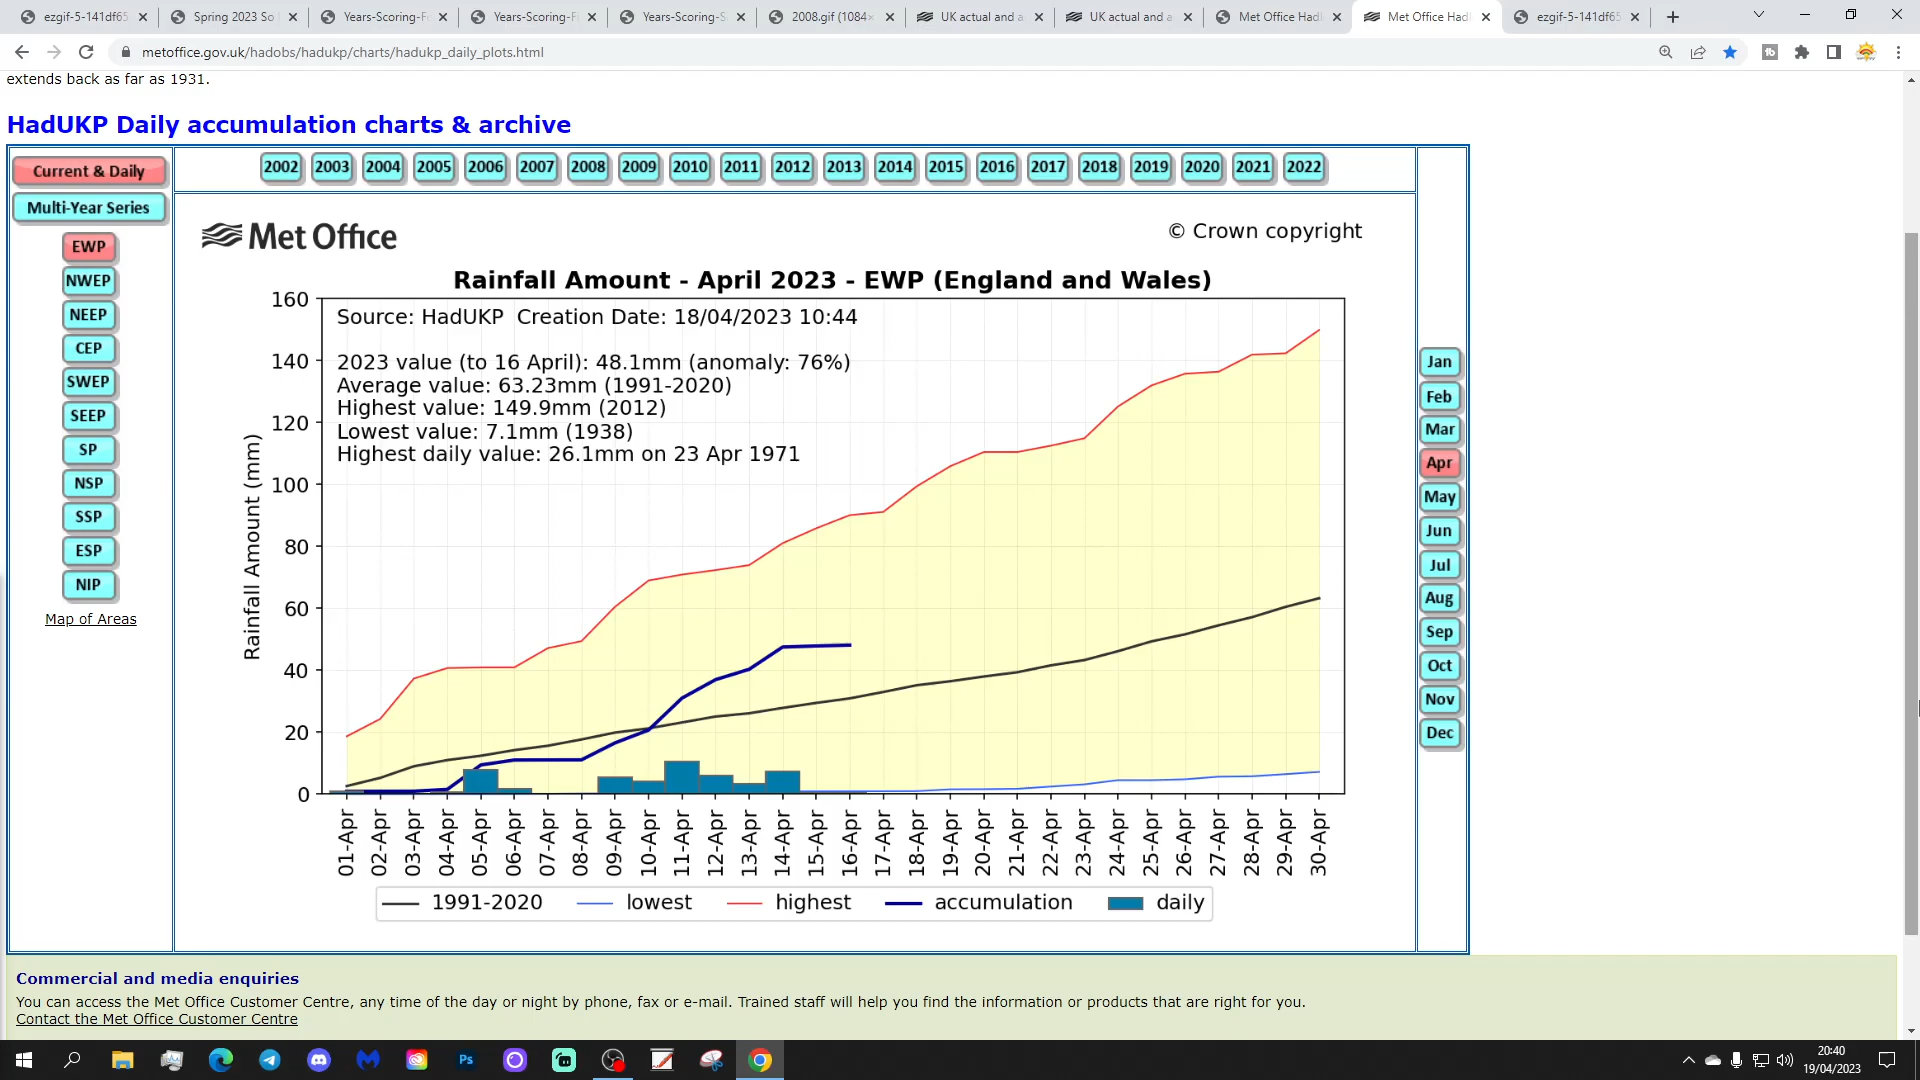 ezgif-5-141df65
Spring 2023 So
Years-Scoring-F
Years-Scoring-Fi
Years-Scoring-S
2008.gif (1084×
UK actual and a
UK actual and a
Met Office Hadl
Met Office Hadl
ezgif-5-141df65
metoffice.gov.uk/hadobs/hadukp/charts/hadukp_daily_plots.html
extends back as far as 1931.
HadUKP Daily accumulation charts & archive
Current & Daily
Multi-Year Series
EWP
NWEP
NEEP
CEP
SWEP
SEEP
SP
NSP
SSP
ESP
NIP
Map of Areas
2002 2003 2004 2005 2006 2007 2008 2009 2010 2011 2012 2013 2014 2015 2016 2017 2018 2019 2020 2021 2022
Met Office
© Crown copyright
Rainfall Amount - April 2023 - EWP (England and Wales)
Source: HadUKP Creation Date: 18/04/2023 10:44
2023 value (to 16 April): 48.1mm (anomaly: 76%)
Average value: 63.23mm (1991-2020)
Highest value: 149.9mm (2012)
Lowest value: 7.1mm (1938)
Highest daily value: 26.1mm on 23 Apr 1971
Rainfall Amount (mm)
160
140
120
100
80
60
40
20
0
01-Apr
02-Apr
03-Apr
04-Apr
05-Apr
06-Apr
07-Apr
08-Apr
09-Apr
10-Apr
11-Apr
12-Apr
13-Apr
14-Apr
15-Apr
16-Apr
17-Apr
18-Apr
19-Apr
20-Apr
21-Apr
22-Apr
23-Apr
24-Apr
25-Apr
26-Apr
27-Apr
28-Apr
29-Apr
30-Apr
1991-2020 lowest highest accumulation daily
Jan
Feb
Mar
Apr
May
Jun
Jul
Aug
Sep
Oct
Nov
Dec
Commercial and media enquiries
You can access the Met Office Customer Centre, any time of the day or night by phone, fax or e-mail. Trained staff will help you find the information or products that are right for you.
Contact the Met Office Customer Centre
Ps
20:40
19/04/2023